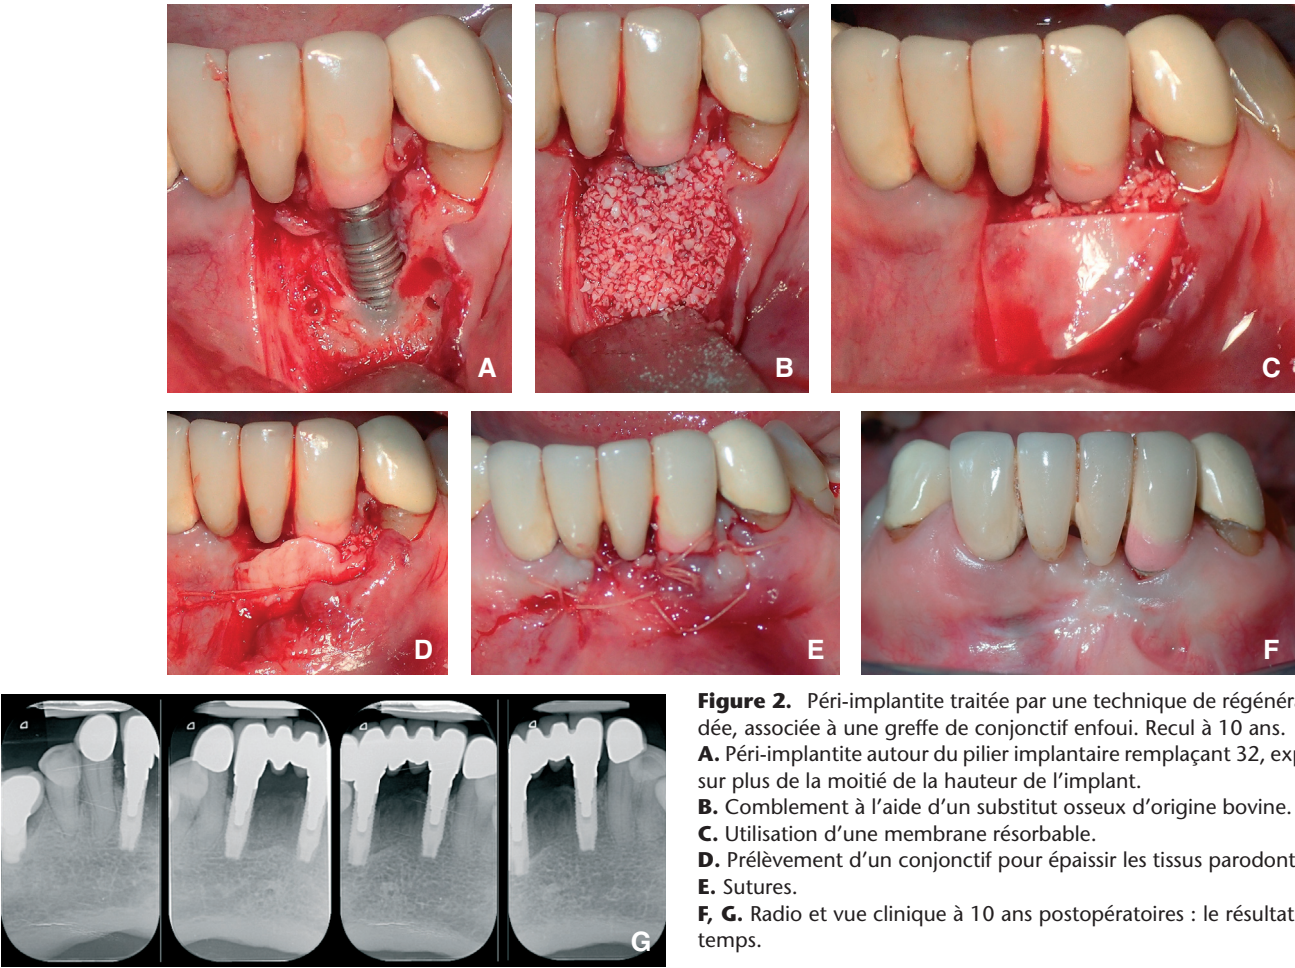 A
B
C
D
E
F
G
Figure 2. Péri-implantite traitée par une technique de régénéra
dée, associée à une greffe de conjonctif enfoui. Recul à 10 ans.
A. Péri-implantite autour du pilier implantaire remplaçant 32, exp
sur plus de la moitié de la hauteur de l’implant.
B. Comblement à l’aide d’un substitut osseux d’origine bovine.
C. Utilisation d’une membrane résorbable.
D. Prélèvement d’un conjonctif pour épaissir les tissus parodont
E. Sutures.
F, G. Radio et vue clinique à 10 ans postopératoires : le résultat
temps.